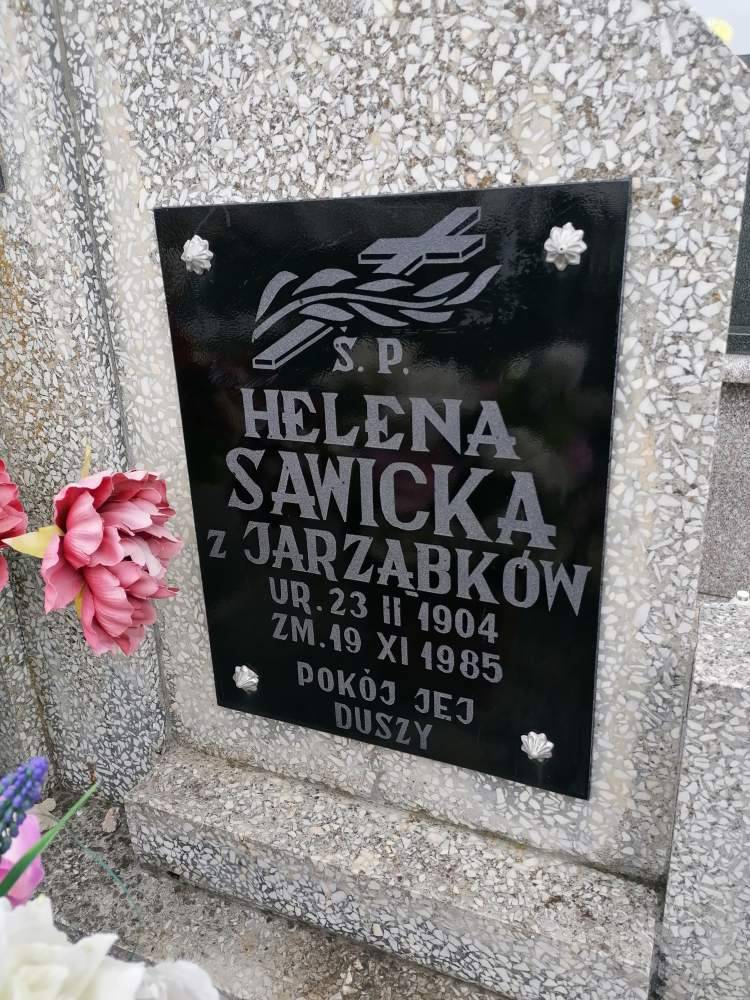 Ś. P.
HELENA
SAWICKA
Z JARZĄBKÓW
UR. 23 II 1904
ZM. 19 XI 1985
POKÓJ JEJ
DUSZY